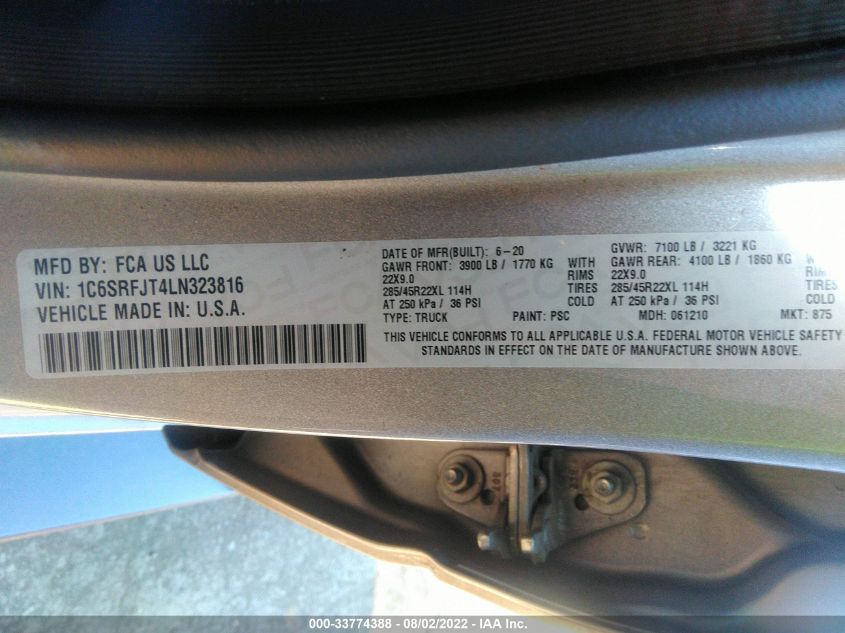 MFD BY: FCA US LLC
VIN: 1C6SRFJT4LN323816
VEHICLE MADE IN U.S.A.
DATE OF MFR(BUILT): 6-20 GVWR: 7100 LB / 3221 KG
GAWR FRONT: 3900 LB / 1770 KG WITH GAWR REAR: 4100 LB / 1860 KG
22X9.0 RIMS 22X9.0
285/45R22XL 114H TIRES 285/45R22XL 114H TIRES
AT 250 kPa / 36 PSI COLD AT 250 kPa / 36 PSI COLD
TYPE: TRUCK PAINT: PSC MDH: 061210 MKT: 875
THIS VEHICLE CONFORMS TO ALL APPLICABLE U.S.A. FEDERAL MOTOR VEHICLE SAFETY
STANDARDS IN EFFECT ON THE DATE OF MANUFACTURE SHOWN ABOVE.
000-33774388 - 08/02/2022 - IAA Inc.